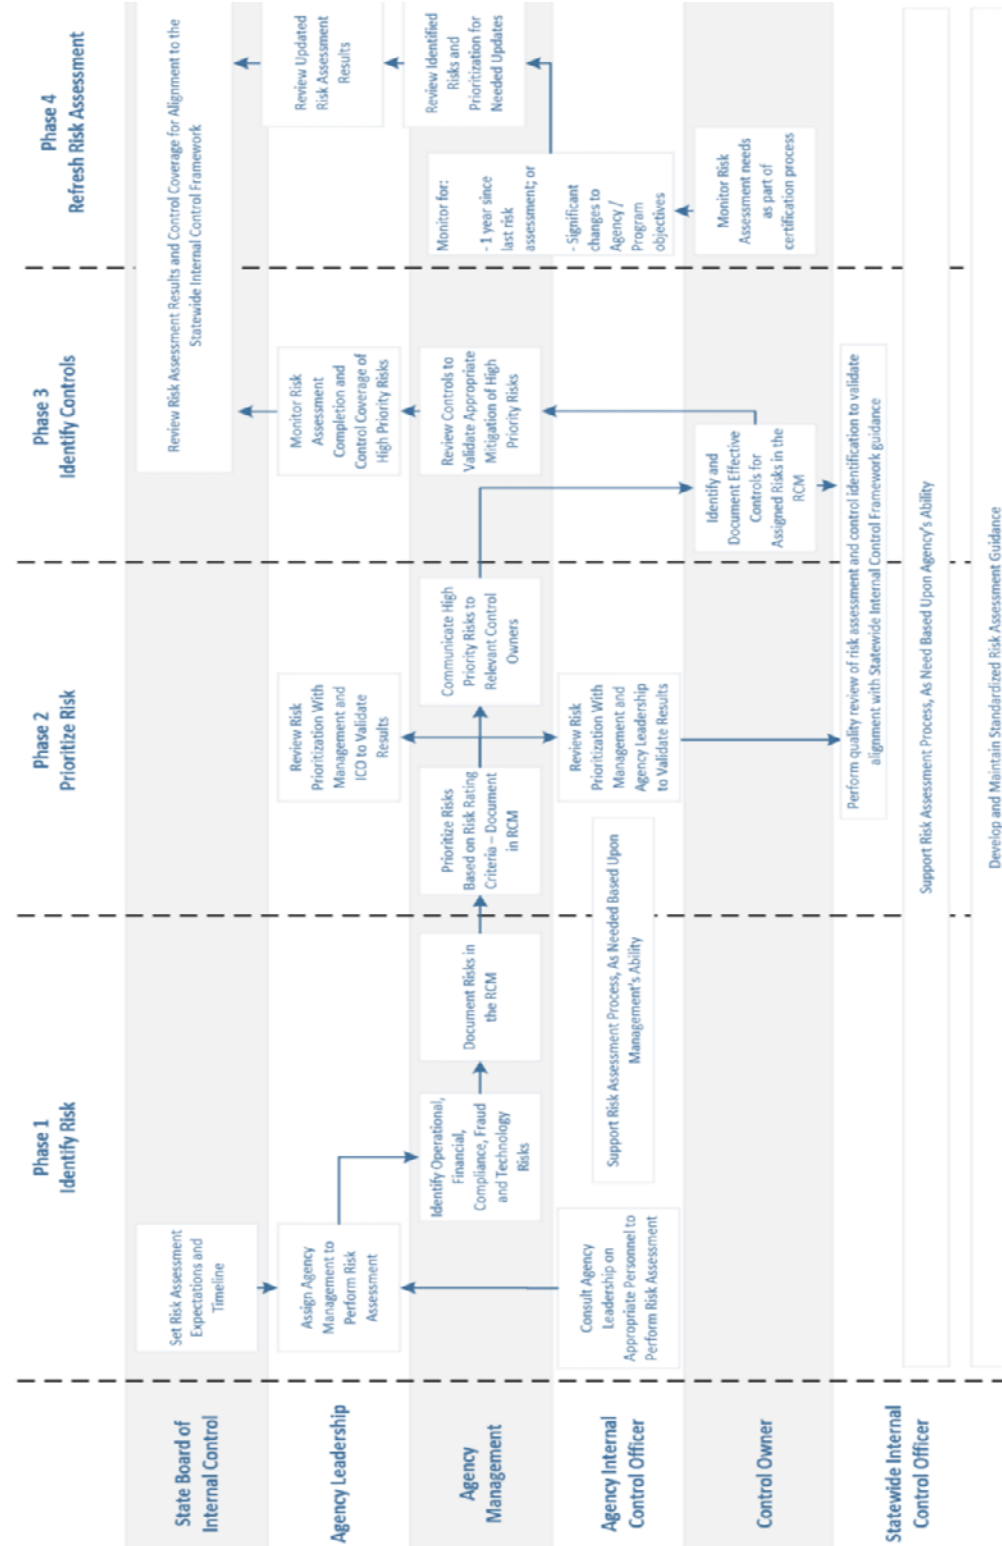 Phase 1
Identify Risk
Phase 2
Prioritize Risk
Phase 3
Identify Controls
Phase 4
Refresh Risk Assessment
State Board of
Internal Control
Set Risk Assessment
Expectations and
Timeline
Review Risk Assessment Results and Control Coverage for Alignment to the
Statewide Internal Control Framework
Agency Leadership
Assign Agency
Management to
Perform Risk
Assessment
Review Risk
Prioritization With
Management and
ICO to Validate
Results
Monitor Risk
Assessment
Completion and
Control Coverage of
High Priority Risks
Review Updated
Risk Assessment
Results
Agency
Management
Identify Operational,
Financial,
Compliance, Fraud
and Technology
Risks
Document Risks in
the RCM
Prioritize Risks
Based on Risk Rating
Criteria – Document
in RCM
Communicate High
Priority Risks to
Relevant Control
Owners
Review Controls to
Validate Appropriate
Mitigation of High
Priority Risks
Monitor for:
- 1 year since
last risk
assessment; or
- Significant
changes to
Agency /
Program
objectives
Review Identified
Risks and
Prioritization for
Needed Updates
Agency Internal
Control Officer
Consult Agency
Leadership on
Appropriate Personnel to
Perform Risk Assessment
Support Risk Assessment Process, As Needed Based Upon
Management's Ability
Review Risk
Prioritization With
Management and
Agency Leadership
to Validate Results
Control Owner
Identify and
Document Effective
Controls for
Assigned Risks in the
RCM
Monitor Risk
Assessment needs
as part of
certification process
Statewide Internal
Control Officer
Perform quality review of risk assessment and control identification to validate
alignment with Statewide Internal Control Framework guidance
Support Risk Assessment Process, As Need Based Upon Agency's Ability
Develop and Maintain Standardized Risk Assessment Guidance